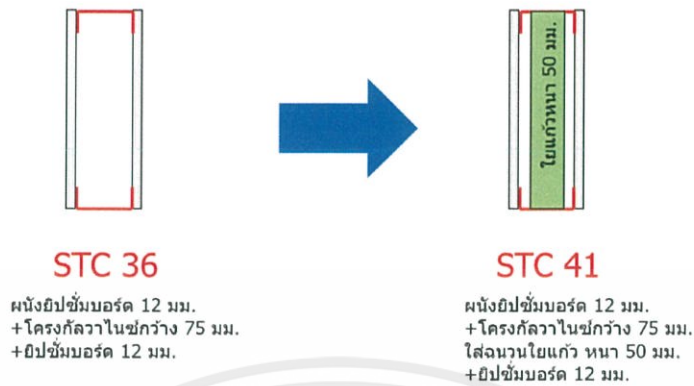 ใยแก้วหนา 50 มม.
STC 36
ผนังยิปซั่มบอร์ด 12 มม.
+โครงกัลวาไนซ์กว้าง 75 มม.
+ยิปซั่มบอร์ด 12 มม.
STC 41
ผนังยิปซั่มบอร์ด 12 มม.
+โครงกัลวาไนซ์กว้าง 75 มม.
ใส่ฉนวนใยแก้ว หนา 50 มม.
+ยิปซั่มบอร์ด 12 มม.